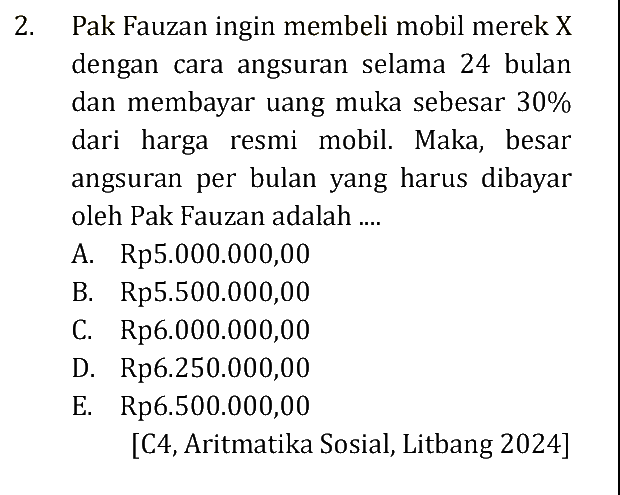 2. Pak Fauzan ingin membeli mobil merek X
dengan cara angsuran selama 24 bulan
dan membayar uang muka sebesar 30%
dari harga resmi mobil. Maka, besar
angsuran per bulan yang harus dibayar
oleh Pak Fauzan adalah ....
A. Rp5.000.000,00
B. Rp5.500.000,00
C. Rp6.000.000,00
D. Rp6.250.000,00
E. Rp6.500.000,00
[C4, Aritmatika Sosial, Litbang 2024]